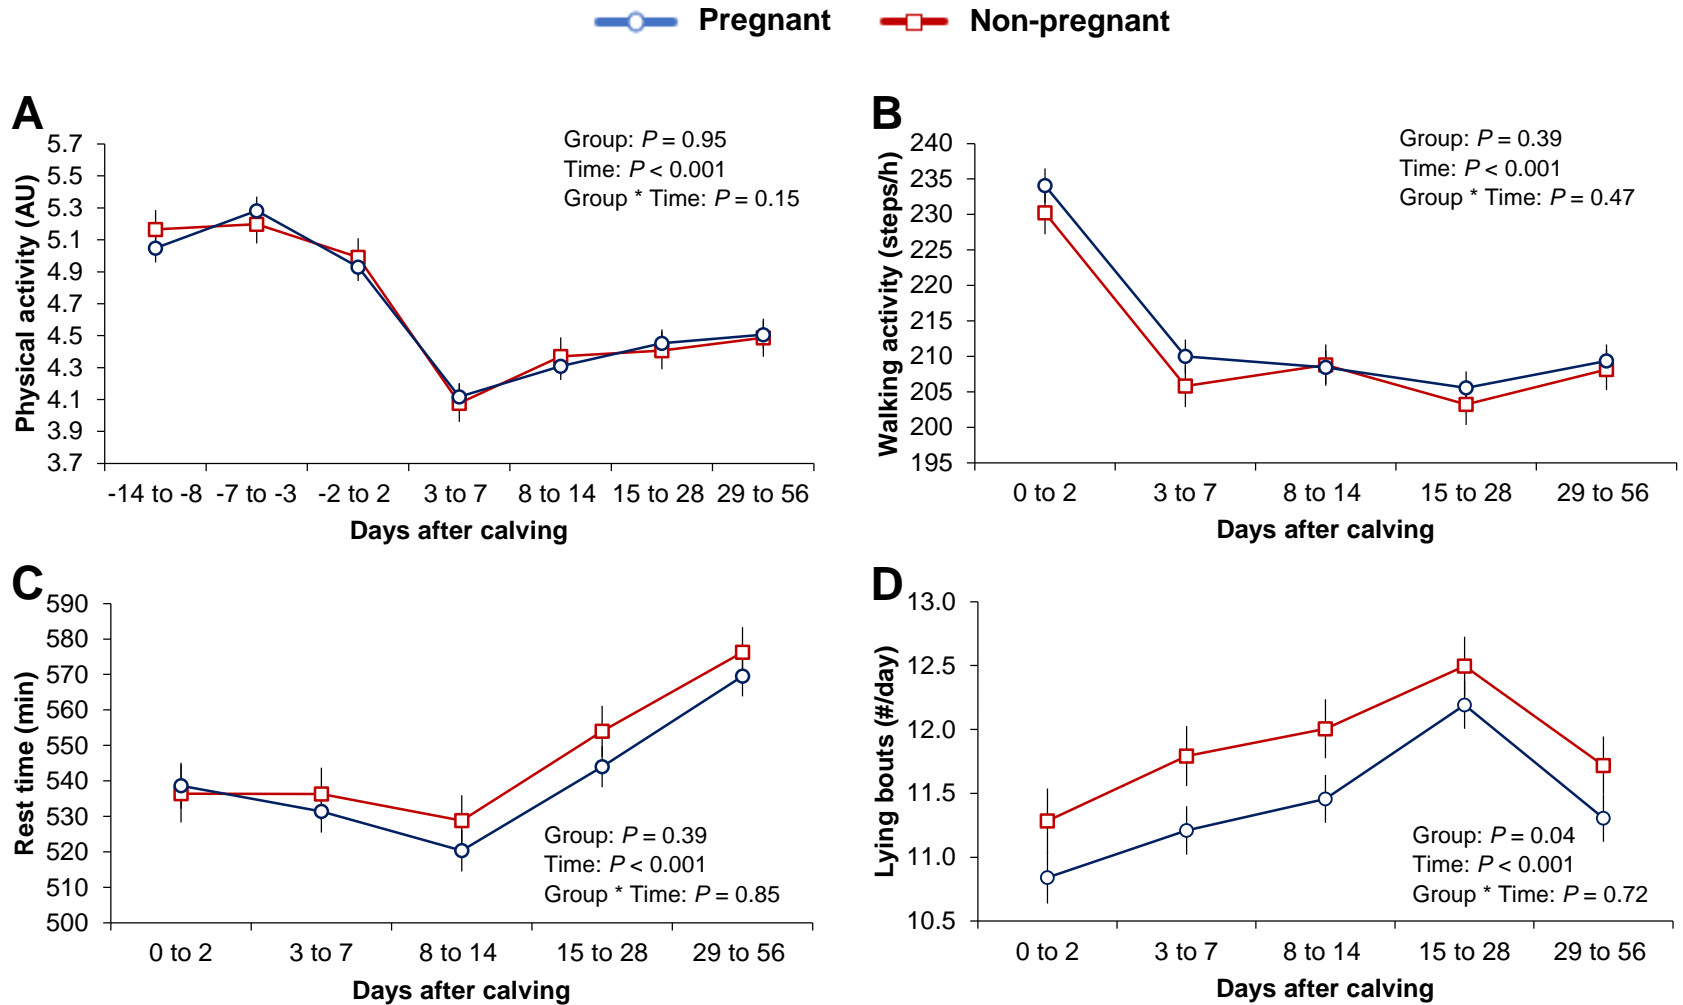 Pregnant Non-pregnant
A
Physical activity (AU)
5.7
5.5
5.3
5.1
4.9
4.7
4.5
4.3
4.1
3.9
3.7
Group: P = 0.95
Time: P < 0.001
Group * Time: P = 0.15
-14 to -8 -7 to -3 -2 to 2 3 to 7 8 to 14 15 to 28 29 to 56
Days after calving
B
Walking activity (steps/h)
240
235
230
225
220
215
210
205
200
195
Group: P = 0.39
Time: P < 0.001
Group * Time: P = 0.47
0 to 2 3 to 7 8 to 14 15 to 28 29 to 56
Days after calving
C
Rest time (min)
590
580
570
560
550
540
530
520
510
500
Group: P = 0.39
Time: P < 0.001
Group * Time: P = 0.85
0 to 2 3 to 7 8 to 14 15 to 28 29 to 56
Days after calving
D
Lying bouts (#/day)
13.0
12.5
12.0
11.5
11.0
10.5
Group: P = 0.04
Time: P < 0.001
Group * Time: P = 0.72
0 to 2 3 to 7 8 to 14 15 to 28 29 to 56
Days after calving